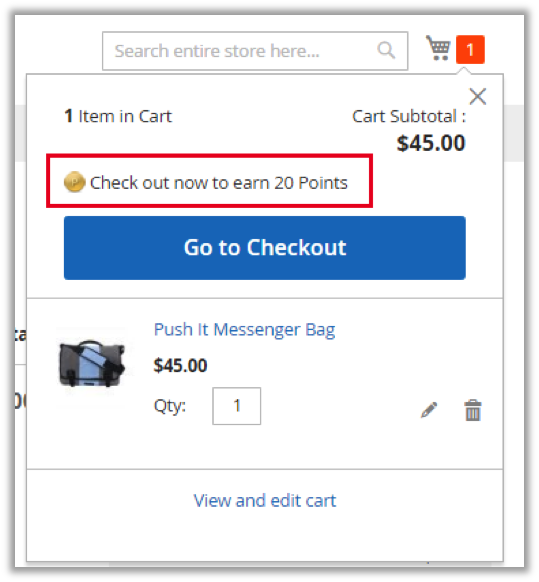 Search entire store here...
1
1 Item in Cart
Cart Subtotal :
$45.00
Check out now to earn 20 Points
Go to Checkout
Push It Messenger Bag
$45.00
Qty: 1
View and edit cart